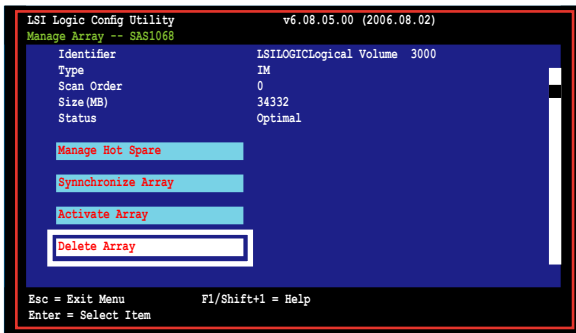 LSI Logic Config Utility v6.08.05.00 (2006.08.02)
Manage Array -- SAS1068
Identifier LSILOGICLogical Volume 3000
Type IM
Scan Order 0
Size(MB) 34332
Status Optimal
Manage Hot Spare
Synnchronize Array
Activate Array
Delete Array
Esc = Exit Menu F1/Shift+1 = Help
Enter = Select Item